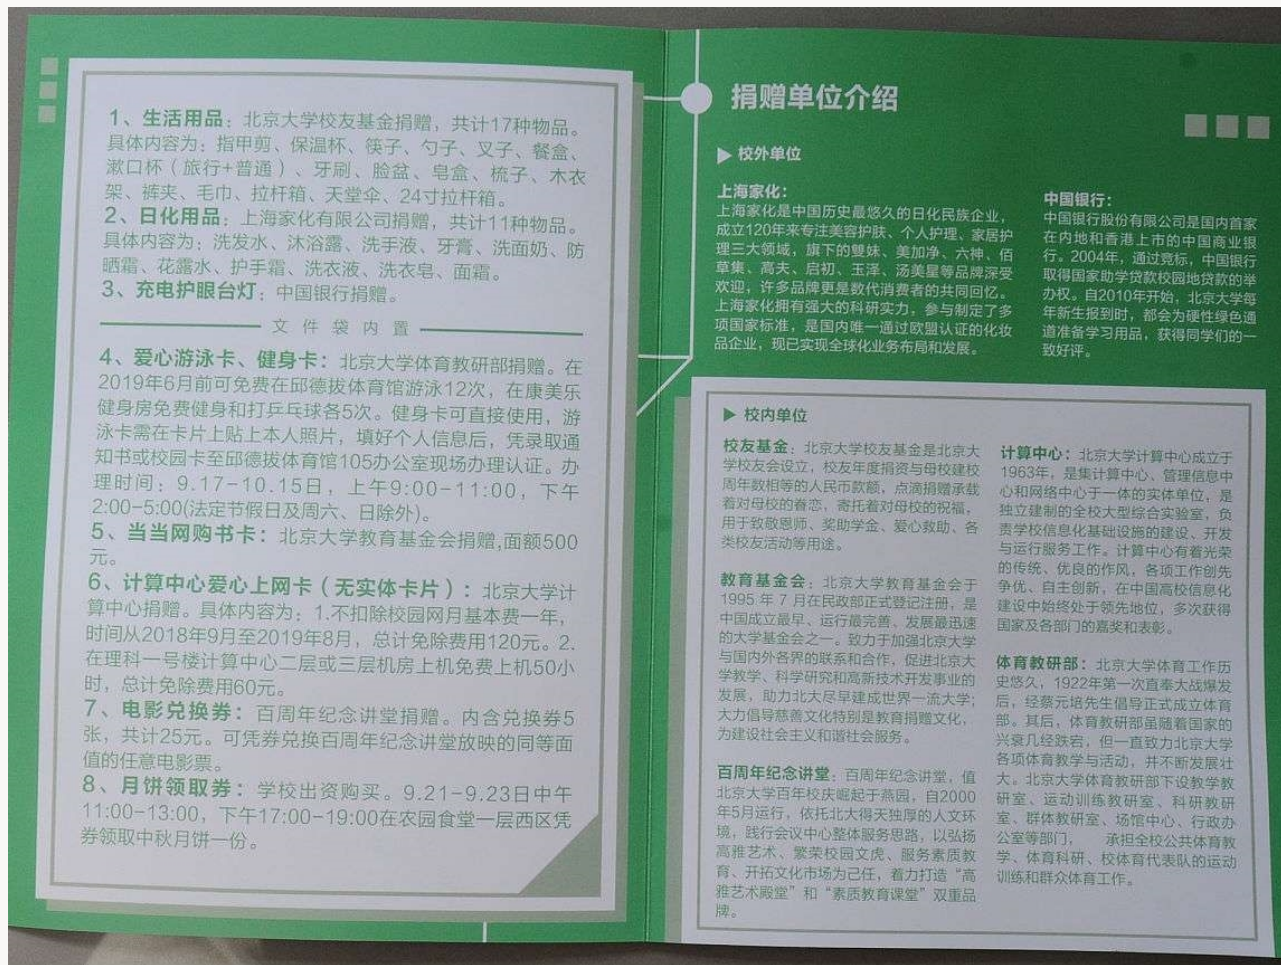 1、生活用品：北京大学校友基金捐赠，共计17种物品。
具体内容为：指甲剪、保温杯、筷子、勺子、叉子、餐盒、
漱口杯（旅行+普通）、牙刷、脸盆、皂盒、梳子、木衣
架、裤夹、毛巾、拉杆箱、天堂伞、24寸拉杆箱。
2、日化用品：上海家化有限公司捐赠，共计11种物品。
具体内容为：洗发水、沐浴露、洗手液、牙膏、洗面奶、防
晒霜、花露水、护手霜、洗衣液、洗衣皂、面霜。
3、充电护眼台灯：中国银行捐赠。
文件袋内置
4、爱心游泳卡、健身卡：北京大学体育教研部捐赠。在
2019年6月前可免费在邱德拔体育馆游泳12次，在康美乐
健身房免费健身和打乒乓球各5次。健身卡可直接使用，游
泳卡需在卡片上贴上本人照片，填好个人信息后，凭录取通
知书或校园卡至邱德拔体育馆105办公室现场办理认证。办
理时间：9.17-10.15日，上午9:00-11:00，下午
2:00-5:00(法定节假日及周六、日除外)。
5、当当网购书卡：北京大学教育基金会捐赠,面额500
元。
6、计算中心爱心上网卡（无实体卡片）：北京大学计
算中心捐赠。具体内容为：1.不扣除校园网月基本费一年，
时间从2018年9月至2019年8月，总计免除费用120元。2.
在理科一号楼计算中心二层或三层机房上机免费上机50小
时，总计免除费用60元。
7、电影兑换券：百周年纪念讲堂捐赠。内含兑换券5
张，共计25元。可凭券兑换百周年纪念讲堂放映的同等面
值的任意电影票。
8、月饼领取券：学校出资购买。9.21-9.23日中午
11:00-13:00，下午17:00-19:00在农园食堂一层西区凭
券领取中秋月饼一份。
捐赠单位介绍
▶ 校外单位
上海家化：
上海家化是中国历史最悠久的日化民族企业，
成立120年来专注美容护肤、个人护理、家居护
理三大领域，旗下的雙妹、美加净、六神、佰
草集、高夫、启初、玉泽、汤美星等品牌深受
欢迎，许多品牌更是数代消费者的共同回忆。
上海家化拥有强大的科研实力，参与制定了多
项国家标准，是国内唯一通过欧盟认证的化妆
品企业，现已实现全球化业务布局和发展。
中国银行：
中国银行股份有限公司是国内首家
在内地和香港上市的中国商业银
行。2004年，通过竞标，中国银行
取得国家助学贷款校园地贷款的举
办权。自2010年开始，北京大学每
年新生报到时，都会为硬性绿色通
道准备学习用品，获得同学们的一
致好评。
▶ 校内单位
校友基金：北京大学校友基金是北京大
学校友会设立，校友年度捐资与母校建校
周年数相等的人民币款额，点滴捐赠承载
着对母校的眷恋，寄托着对母校的祝福，
用于致敬恩师、奖助学金、爱心救助、各
类校友活动等用途。
教育基金会：北京大学教育基金会于
1995 年 7 月在民政部正式登记注册，是
中国成立最早、运行最完善、发展最迅速
的大学基金会之一。致力于加强北京大学
与国内外各界的联系和合作，促进北京大
学教学、科学研究和高新技术开发事业的
发展，助力北大尽早建成世界一流大学；
大力倡导慈善文化特别是教育捐赠文化，
为建设社会主义和谐社会服务。
百周年纪念讲堂：百周年纪念讲堂，值
北京大学百年校庆崛起于燕园，自2000
年5月运行，依托北大得天独厚的人文环
境，践行会议中心整体服务思路，以弘扬
高雅艺术、繁荣校园文虎、服务素质教
育、开拓文化市场为己任，着力打造“高
雅艺术殿堂”和“素质教育课堂”双重品
牌。
计算中心：北京大学计算中心成立于
1963年，是集计算中心、管理信息中
心和网络中心于一体的实体单位，是
独立建制的全校大型综合实验室，负
责学校信息化基础设施的建设、开发
与运行服务工作。计算中心有着光荣
的传统、优良的作风，各项工作创先
争优、自主创新，在中国高校信息化
建设中始终处于领先地位，多次获得
国家及各部门的嘉奖和表彰。
体育教研部：北京大学体育工作历
史悠久，1922年第一次直奉大战爆发
后，经蔡元培先生倡导正式成立体育
部。其后，体育教研部虽随着国家的
兴衰几经跌宕，但一直致力北京大学
各项体育教学与活动，并不断发展壮
大。北京大学体育教研部下设教学教
研室、运动训练教研室、科研教研
室、群体教研室、场馆中心、行政办
公室等部门， 承担全校公共体育教
学、体育科研、校体育代表队的运动
训练和群众体育工作。